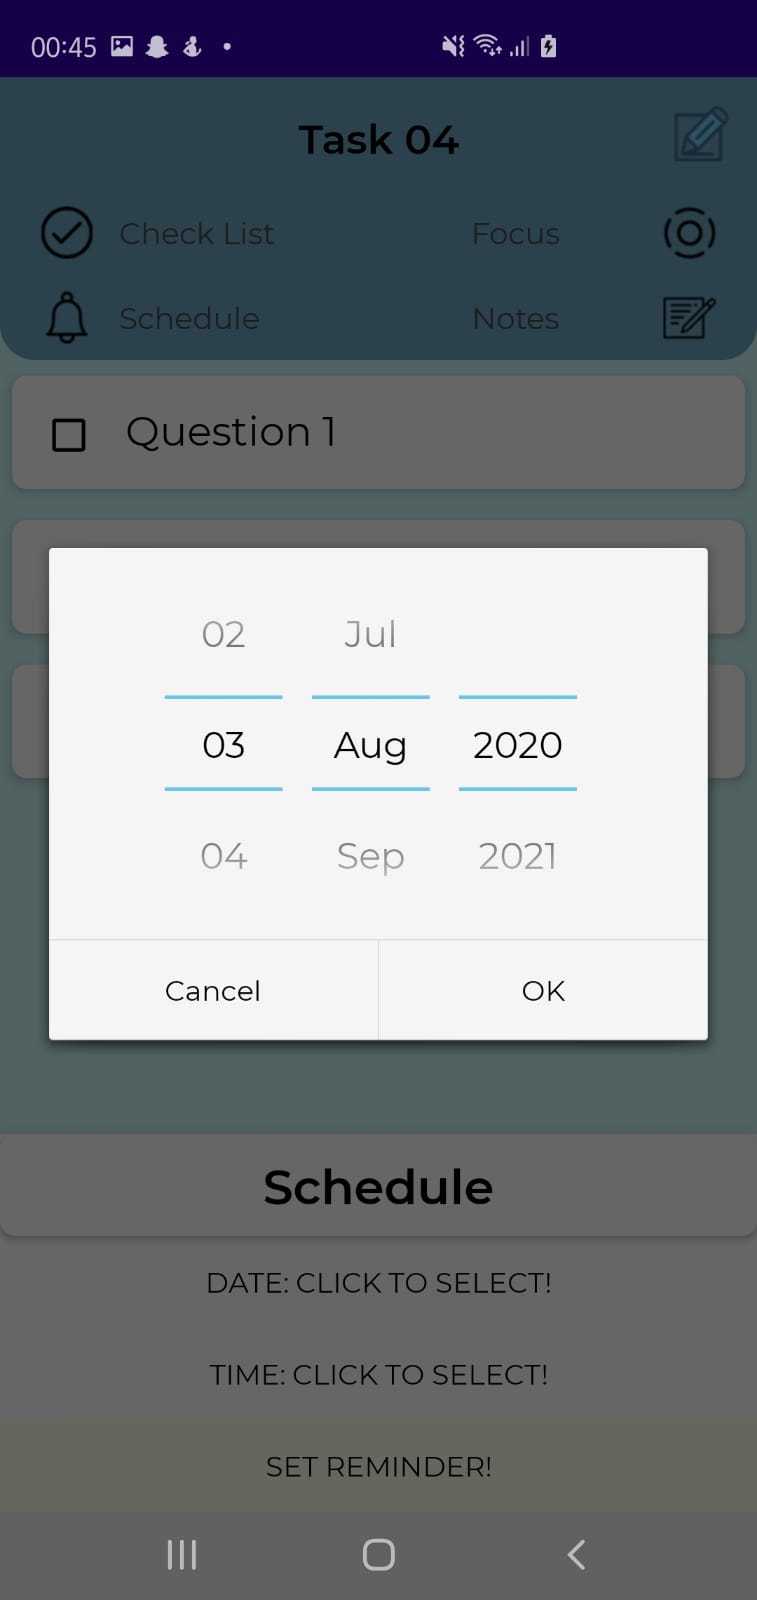 00:45
Task 04
Check List Focus
Schedule Notes
Question 1
02 Jul
03 Aug 2020
04 Sep 2021
Cancel OK
Schedule
DATE: CLICK TO SELECT!
TIME: CLICK TO SELECT!
SET REMINDER!